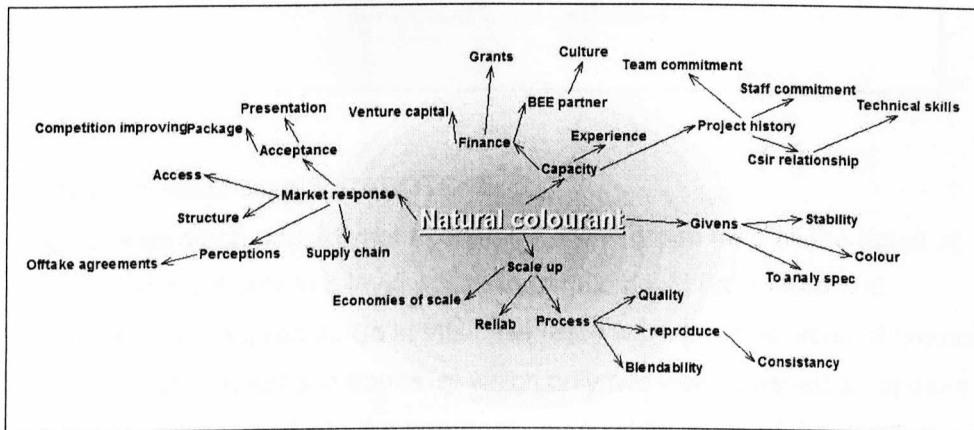 Grants
Culture
Team commitment
Staff commitment
Technical skills
Presentation
Venture capital
BEE partner
Competition improving
Package
Experience
Project history
Finance
Acceptance
Capacity
Csir relationship
Access
Market response
Natural colourant
Structure
Givens
Stability
Perceptions
Supply chain
Colour
Offtake agreements
Scale up
To analy spec
Economies of scale
Quality
Reliab
Process
reproduce
Blendability
Consistancy